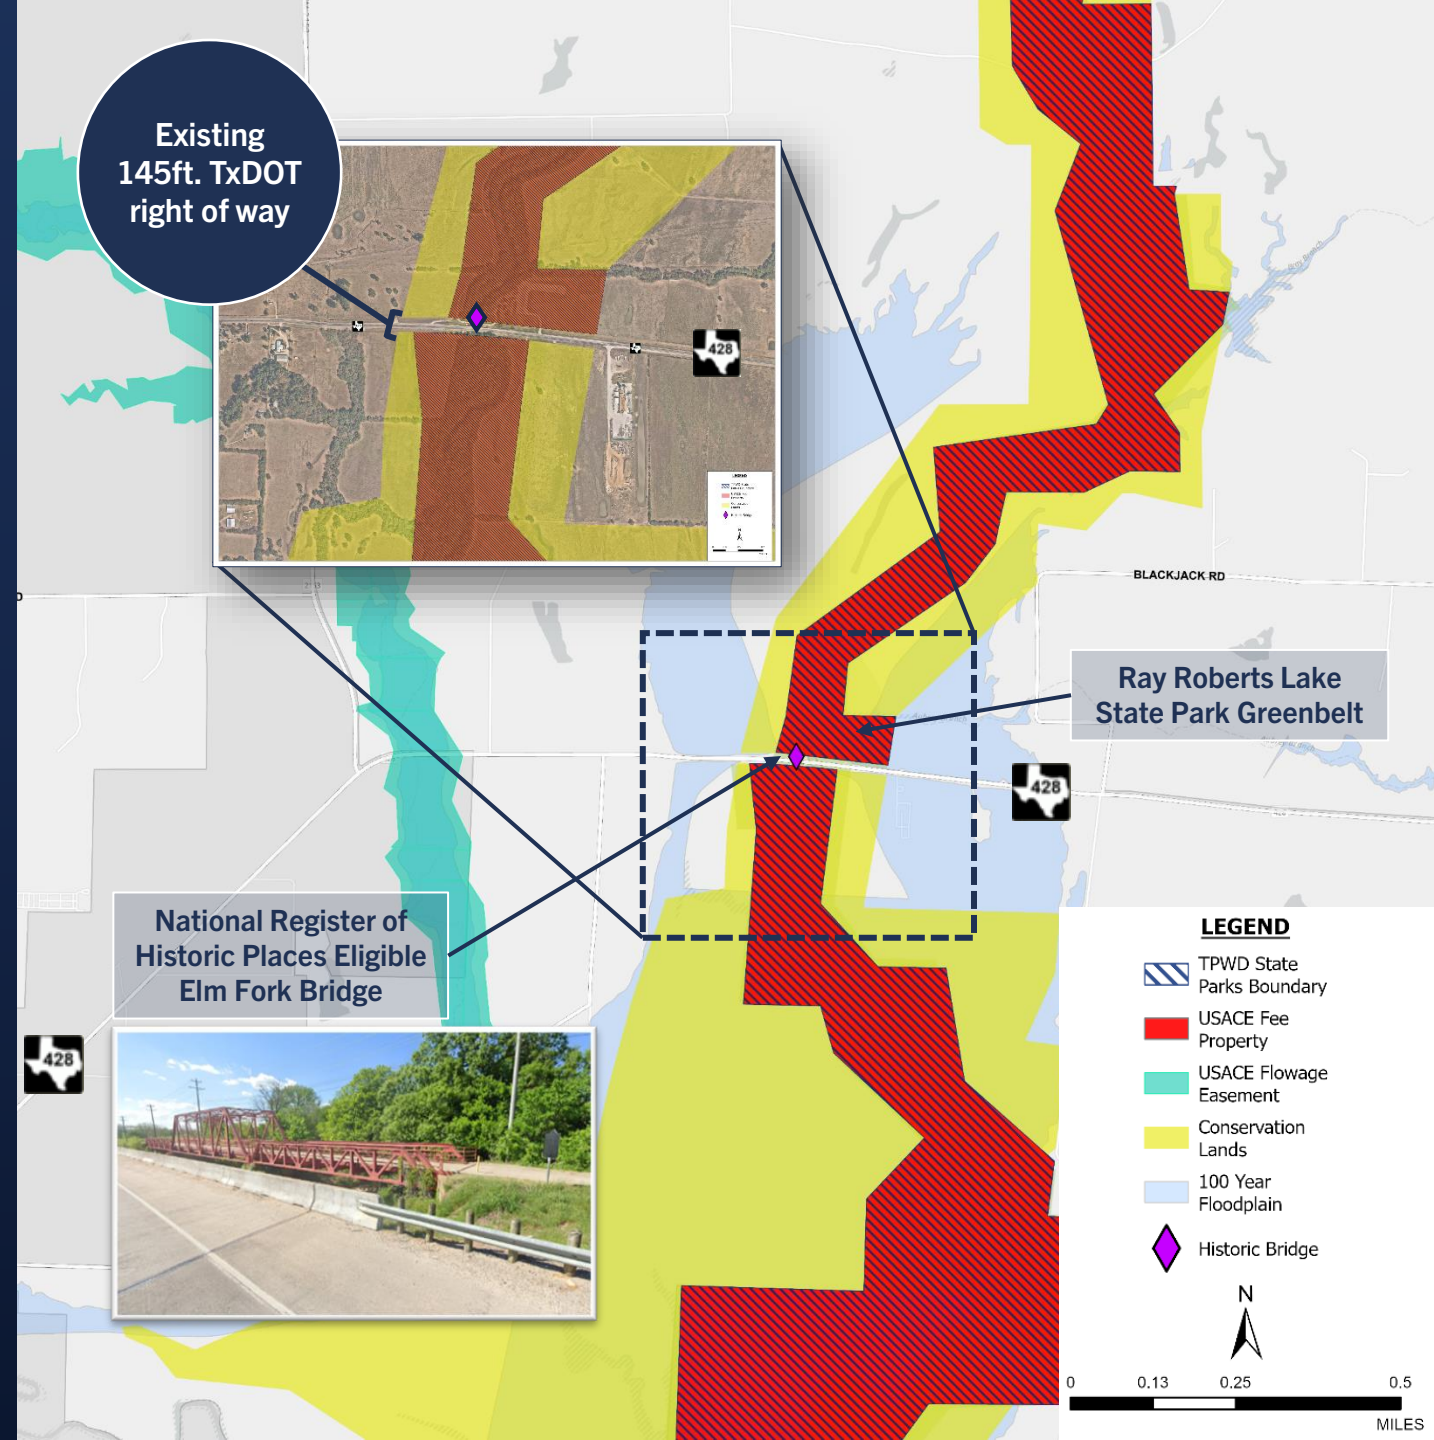 Existing
145ft. TxDOT
right of way
428
LEGEND
BLACKJACK RD
Ray Roberts Lake
State Park Greenbelt
428
National Register of
Historic Places Eligible
Elm Fork Bridge
428
LEGEND
TPWD State
Parks Boundary
USACE Fee
Property
USACE Flowage
Easement
Conservation
Lands
100 Year
Floodplain
Historic Bridge
N
0 0.13 0.25 0.5
MILES